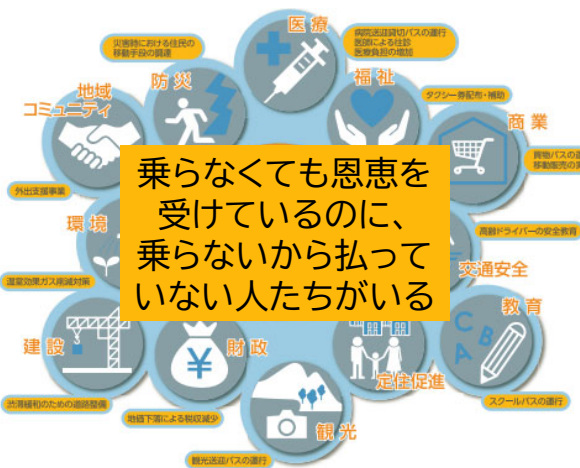 医療
病院送迎貸切バスの運行
医師による往診
医療負担の増加
災害時における住民の
移動手段の調達
防災
福祉
タクシー券配布・補助
地域
コミュニティ
商業
買物バスの運
移動販売の実
乗らなくても恩恵を
受けているのに、
乗らないから払って
いない人たちがいる
外出支援事業
環境
高齢ドライバーの安全教育
交通安全
温室効果ガス削減対策
教育
CBA
建設
¥
財政
定住促進
スクールバスの運行
渋滞緩和のための道路整備
地価下落による税収減少
観光
観光送迎バスの運行